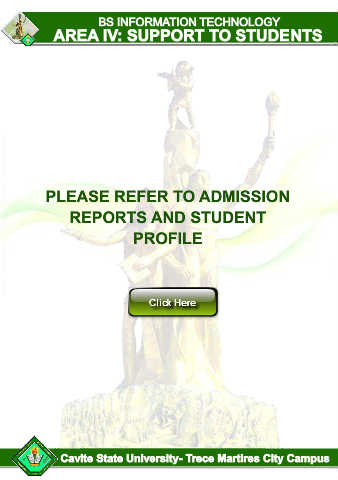 BS INFORMATION TECHNOLOGY
AREA IV: SUPPORT TO STUDENTS
PLEASE REFER TO ADMISSION
REPORTS AND STUDENT
PROFILE
Click Here
Cavite State University- Trece Martires City Campus